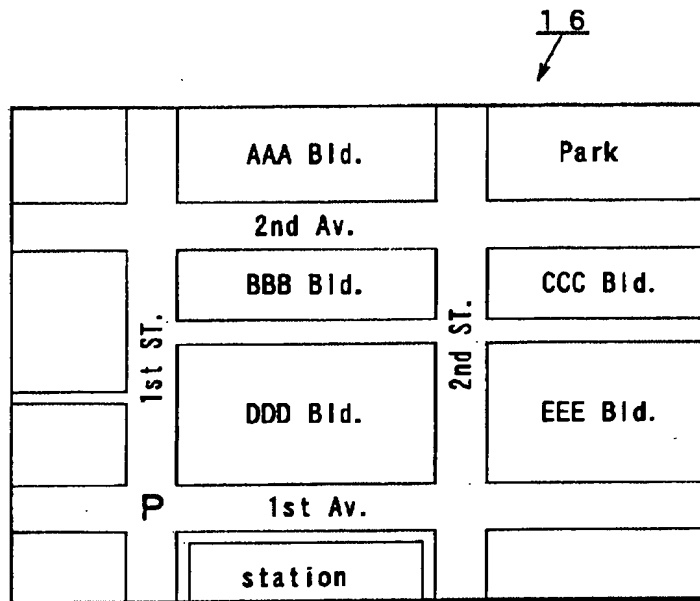 16
AAA Bld.
Park
2nd Av.
BBB Bld.
CCC Bld.
1st ST.
2nd ST.
DDD Bld.
EEE Bld.
P
1st Av.
station